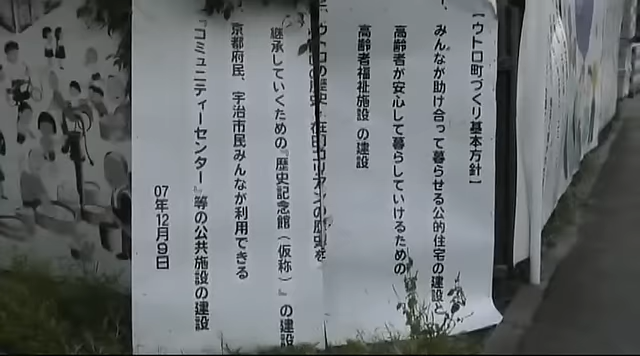 【ウトロ町づくり基本方針】
、みんなが助け合って暮らせる公的住宅の建設と
高齢者が安心して暮らしていけるための
高齢者福祉施設 の建設
、ウトロの歴史、在日コリアンの歴史を
継承していくための『歴史記念館（仮称）』の建設
京都府民、宇治市民みんなが利用できる
『コミュニティーセンター』等の公共施設の建設
07年12月9日